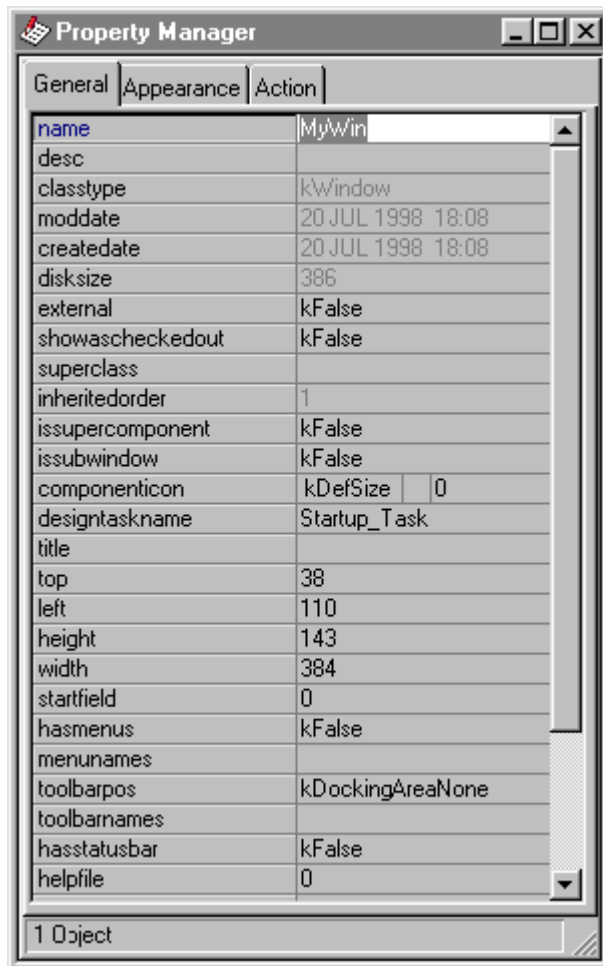 Property Manager
General Appearance Action
name MyWin
desc
classtype kWindow
moddate 20 JUL 1998 18:08
createdate 20 JUL 1998 18:08
disksize 386
external kFalse
showascheckedout kFalse
superclass
inheritedorder 1
issupercomponent kFalse
issubwindow kFalse
componenticon kDefSize 0
designtaskname Startup_Task
title
top 38
left 110
height 143
width 384
startfield 0
hasmenus kFalse
menunames
toolbarpos kDockingAreaNone
toolbarnames
hasstatusbar kFalse
helpfile 0
1 Object